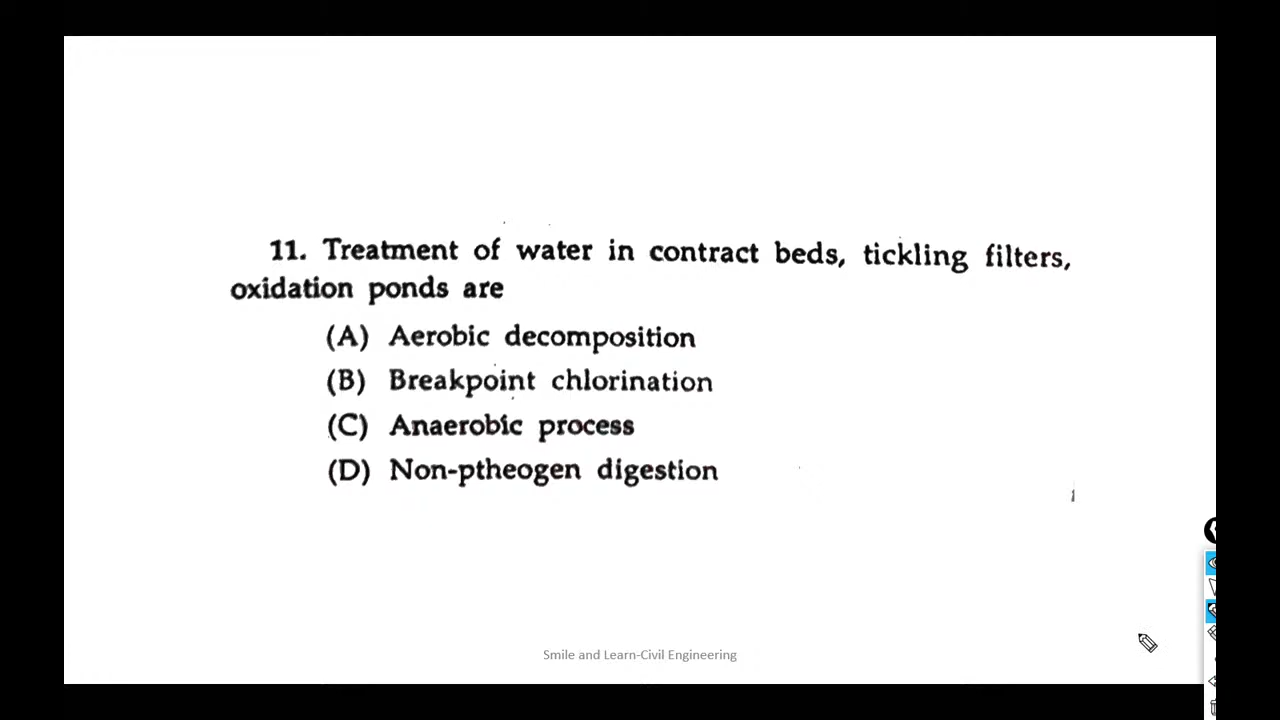 11. Treatment of water in contract beds, tickling filters,
oxidation ponds are
(A) Aerobic decomposition
(B) Breakpoint chlorination
(C) Anaerobic process
(D) Non-ptheogen digestion
Smile and Learn-Civil Engineering